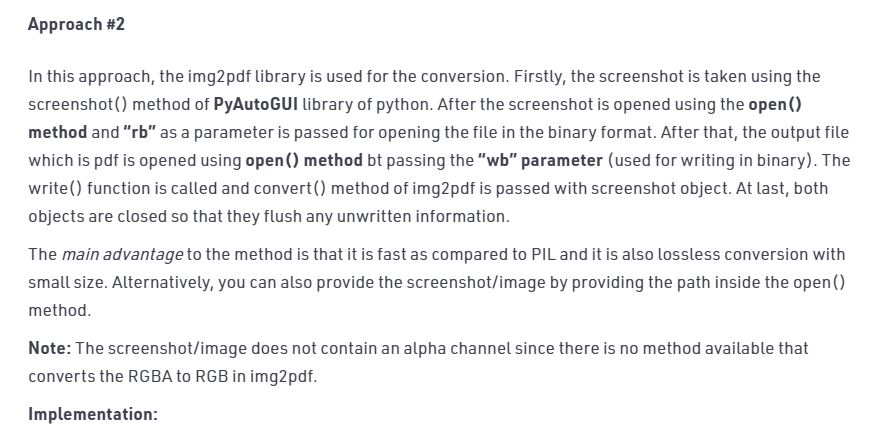 Approach #2
In this approach, the img2pdf library is used for the conversion. Firstly, the screenshot is taken using the
screenshot() method of PyAutoGUI library of python. After the screenshot is opened using the open()
method and “rb” as a parameter is passed for opening the file in the binary format. After that, the output file
which is pdf is opened using open() method bt passing the “wb” parameter (used for writing in binary). The
write() function is called and convert() method of img2pdf is passed with screenshot object. At last, both
objects are closed so that they flush any unwritten information.
The main advantage to the method is that it is fast as compared to PIL and it is also lossless conversion with
small size. Alternatively, you can also provide the screenshot/image by providing the path inside the open()
method.
Note: The screenshot/image does not contain an alpha channel since there is no method available that
converts the RGBA to RGB in img2pdf.
Implementation: